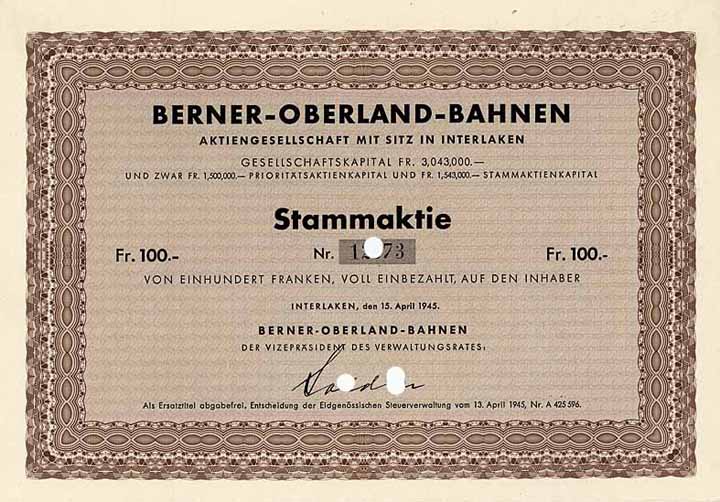 BERNER-OBERLAND-BAHNEN
AKTIENGESELLSCHAFT MIT SITZ IN INTERLAKEN
GESELLSCHAFTSKAPITAL FR. 3,043,000.—
UND ZWAR FR. 1,500,000.— PRIORITÄTSAKTIENKAPITAL UND FR. 1,543,000.— STAMMAKTIENKAPITAL
Stammaktie
Fr. 100.- Nr. Fr. 100.-
VON EINHUNDERT FRANKEN, VOLL EINBEZAHLT, AUF DEN INHABER
INTERLAKEN, den 15. April 1945.
BERNER-OBERLAND-BAHNEN
DER VIZEPRÄSIDENT DES VERWALTUNGSRATES:
Als Ersatztitel abgabefrei. Entscheidung der Eidgenössischen Steuerverwaltung vom 13. April 1945, Nr. A 425 596.